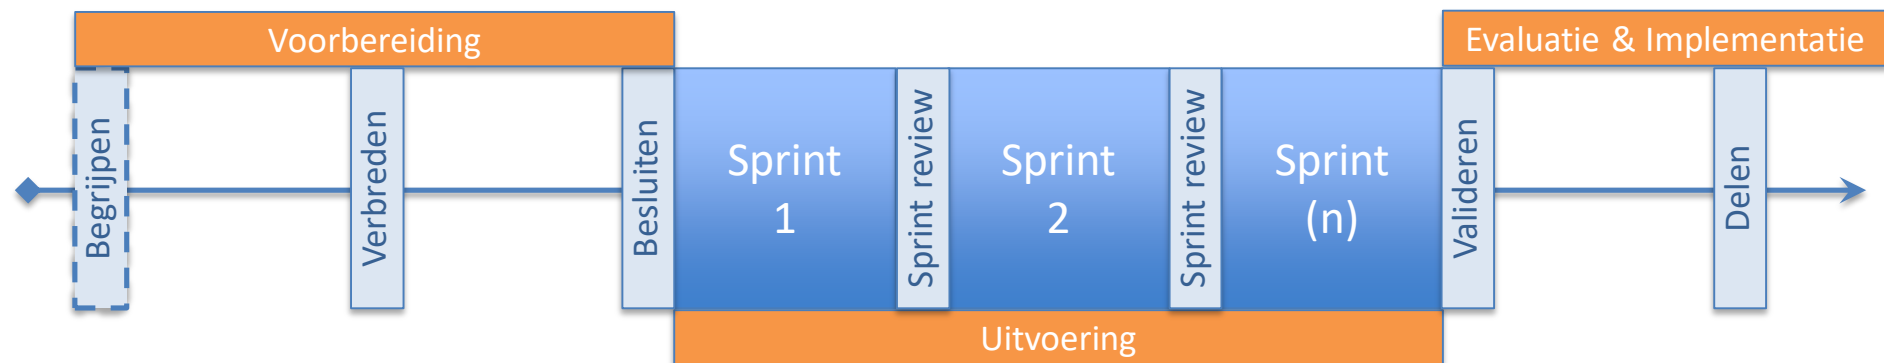 Voorbereiding
Evaluatie & Implementatie
Begrijpen
Verbreden
Besluiten
Sprint
1
Sprint review
Sprint
2
Sprint review
Sprint
(n)
Valideren
Delen
Uitvoering